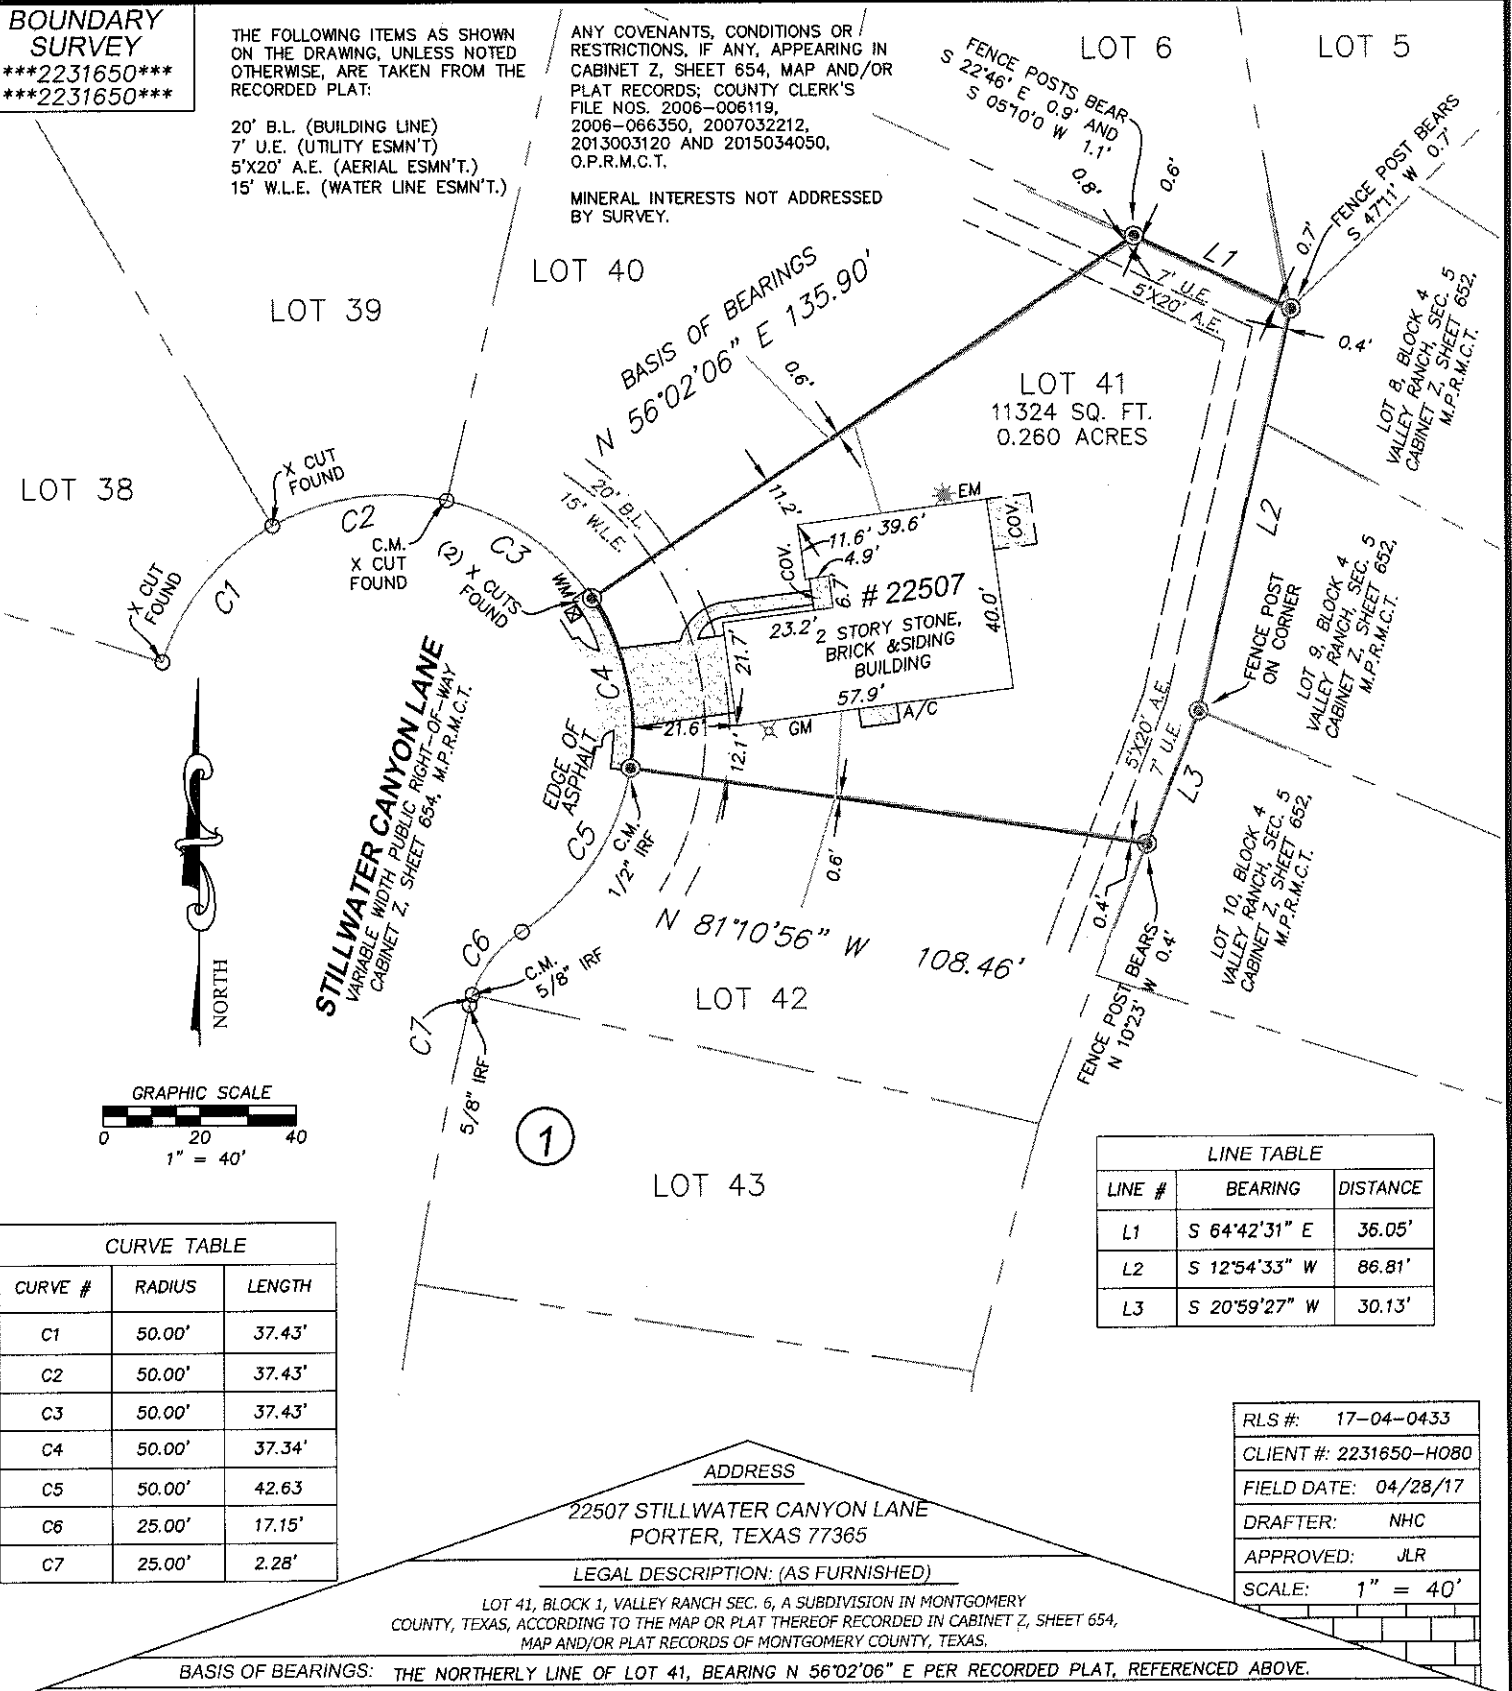 BOUNDARY
SURVEY
***2231650***
***2231650***
THE FOLLOWING ITEMS AS SHOWN
ON THE DRAWING, UNLESS NOTED
OTHERWISE, ARE TAKEN FROM THE
RECORDED PLAT:
20' B.L. (BUILDING LINE)
7' U.E. (UTILITY ESMN'T)
5'X20' A.E. (AERIAL ESMN'T.)
15' W.L.E. (WATER LINE ESMN'T.)
ANY COVENANTS, CONDITIONS OR
RESTRICTIONS, IF ANY, APPEARING IN
CABINET Z, SHEET 654, MAP AND/OR
PLAT RECORDS; COUNTY CLERK'S
FILE NOS. 2006-006119,
2006-066350, 2007032212,
2013003120 AND 2015034050,
O.P.R.M.C.T.
MINERAL INTERESTS NOT ADDRESSED
BY SURVEY.
LOT 6
LOT 5
FENCE POSTS BEAR
S 22°46' E 0.9' AND
S 05°10'0 W 1.1'
0.8'
0.6'
FENCE POST BEARS
S 47°11' W 0.7'
0.7'
L1
7' U.E.
5'X20' A.E.
0.4'
LOT 8, BLOCK 4
VALLEY RANCH, SEC. 5
CABINET Z, SHEET 652,
M.P.R.M.C.T.
LOT 40
LOT 39
BASIS OF BEARINGS
N 56°02'06" E 135.90'
0.6'
LOT 41
11324 SQ. FT.
0.260 ACRES
LOT 38
X CUT
FOUND
C2
C.M.
X CUT
FOUND
C3
(2) X CUTS
FOUND
X CUT
FOUND
C1
WM
20' B.L.
15' W.L.E.
11.2'
EM
39.6'
COV.
11.6'
4.9'
COV.
6.7'
# 22507
2 STORY STONE,
BRICK &SIDING
BUILDING
23.2'
21.7'
40.0'
57.9'
A/C
GM
21.6'
12.1'
C4
L2
FENCE POST
ON CORNER
LOT 9, BLOCK 4
VALLEY RANCH, SEC. 5
CABINET Z, SHEET 652,
M.P.R.M.C.T.
5'X20' A.E.
7' U.E.
L3
STILLWATER CANYON LANE
VARIABLE WIDTH PUBLIC RIGHT-OF-WAY
CABINET Z, SHEET 654, M.P.R.M.C.T.
EDGE OF
ASPHALT
C5
C.M.
1/2" IRF
0.6'
N 81°10'56" W 108.46'
0.4'
FENCE POST BEARS
N 10°23' W 0.4'
LOT 10, BLOCK 4
VALLEY RANCH, SEC. 5
CABINET Z, SHEET 652,
M.P.R.M.C.T.
NORTH
C6
C.M.
5/8" IRF
C7
5/8" IRF
LOT 42
GRAPHIC SCALE
0 20 40
1" = 40'
1
LOT 43
LINE TABLE
LINE # BEARING DISTANCE
L1 S 64°42'31" E 36.05'
L2 S 12°54'33" W 86.81'
L3 S 20°59'27" W 30.13'
CURVE TABLE
CURVE # RADIUS LENGTH
C1 50.00' 37.43'
C2 50.00' 37.43'
C3 50.00' 37.43'
C4 50.00' 37.34'
C5 50.00' 42.63
C6 25.00' 17.15'
C7 25.00' 2.28'
RLS #: 17-04-0433
CLIENT #: 2231650-H080
FIELD DATE: 04/28/17
DRAFTER: NHC
APPROVED: JLR
SCALE: 1" = 40'
ADDRESS
22507 STILLWATER CANYON LANE
PORTER, TEXAS 77365
LEGAL DESCRIPTION: (AS FURNISHED)
LOT 41, BLOCK 1, VALLEY RANCH SEC. 6, A SUBDIVISION IN MONTGOMERY
COUNTY, TEXAS, ACCORDING TO THE MAP OR PLAT THEREOF RECORDED IN CABINET Z, SHEET 654,
MAP AND/OR PLAT RECORDS OF MONTGOMERY COUNTY, TEXAS.
BASIS OF BEARINGS: THE NORTHERLY LINE OF LOT 41, BEARING N 56°02'06" E PER RECORDED PLAT, REFERENCED ABOVE.